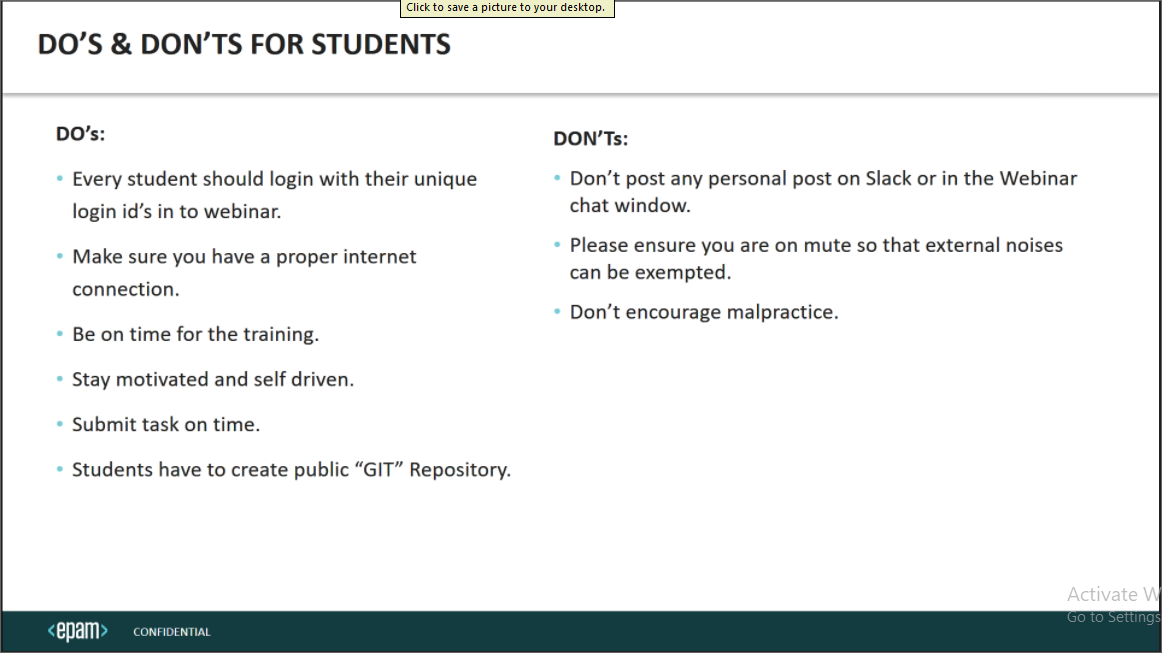 Click to save a picture to your desktop.
DO’S & DON’TS FOR STUDENTS
DO’s:
• Every student should login with their unique
login id’s in to webinar.
• Make sure you have a proper internet
connection.
• Be on time for the training.
• Stay motivated and self driven.
• Submit task on time.
• Students have to create public “GIT” Repository.
DON’Ts:
• Don’t post any personal post on Slack or in the Webinar
chat window.
• Please ensure you are on mute so that external noises
can be exempted.
• Don’t encourage malpractice.
Activate W
Go to Settings
<epam>
CONFIDENTIAL